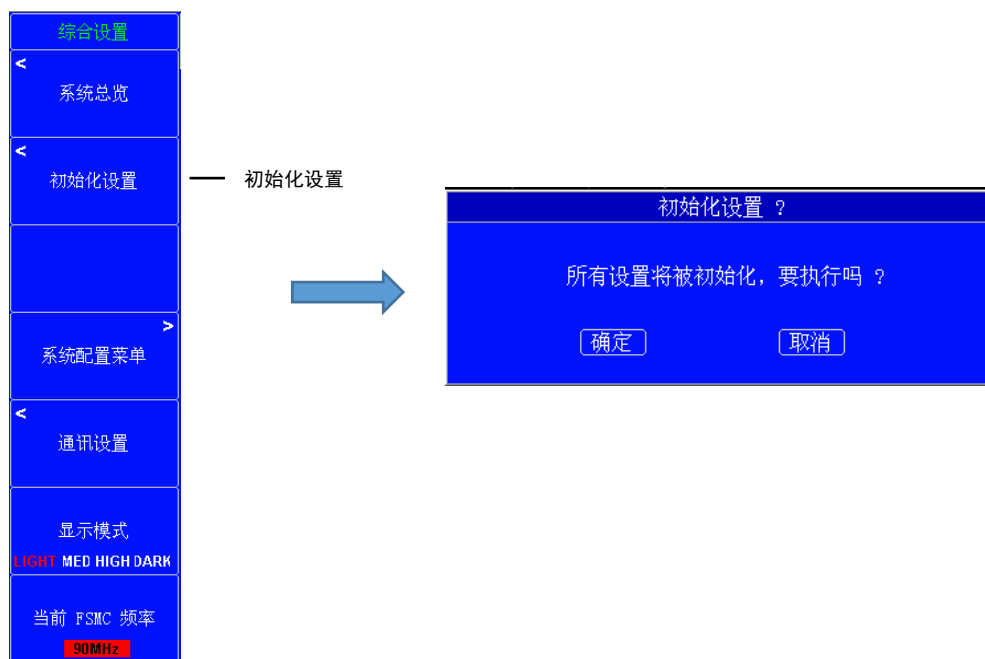 综合设置
<
系统总览
<
初始化设置
初始化设置
>
系统配置菜单
<
通讯设置
显示模式
LIGHT MED HIGH DARK
当前 FSMC 频率
90MHz
初始化设置 ?
所有设置将被初始化，要执行吗 ?
确定 取消